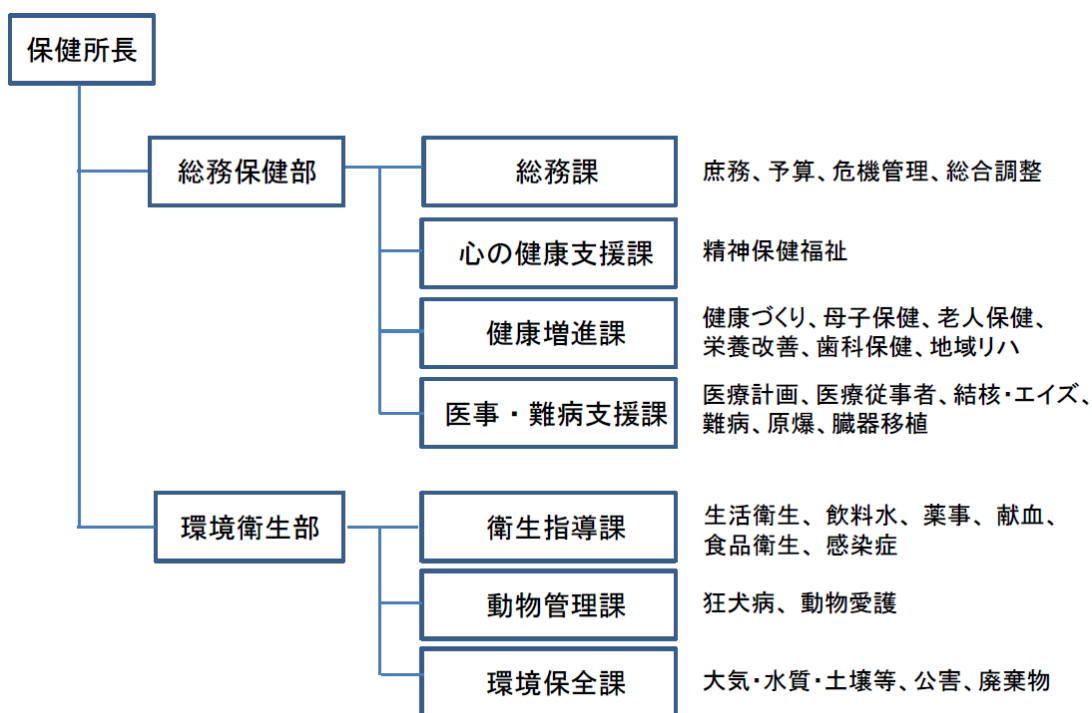 保健所長
総務保健部
総務課
庶務、予算、危機管理、総合調整
心の健康支援課
精神保健福祉
健康増進課
健康づくり、母子保健、老人保健、
栄養改善、歯科保健、地域リハ
医事・難病支援課
医療計画、医療従事者、結核・エイズ、
難病、原爆、臓器移植
環境衛生部
衛生指導課
生活衛生、飲料水、薬事、献血、
食品衛生、感染症
動物管理課
狂犬病、動物愛護
環境保全課
大気・水質・土壌等、公害、廃棄物